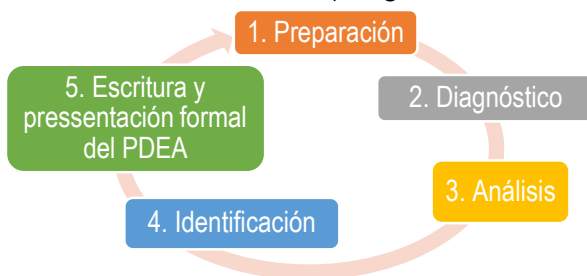 1. Preparación
2. Diagnóstico
3. Análisis
4. Identificación
5. Escritura y
pressentación formal
del PDEA